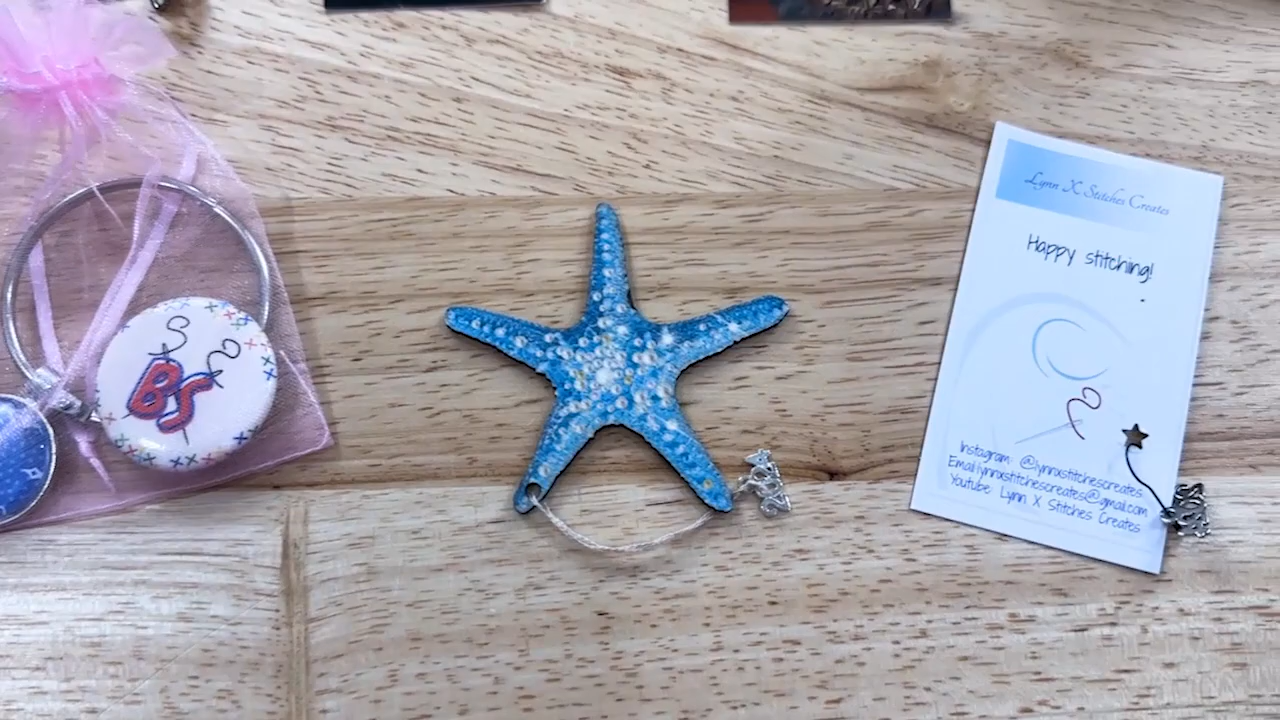 BS
Lynn X Stitches Creates
Happy stitching!
Instagram: @lynnxstitchescreates
Email:lynnxstitchescreates@gmail.com
Youtube: Lynn X Stitches Creates